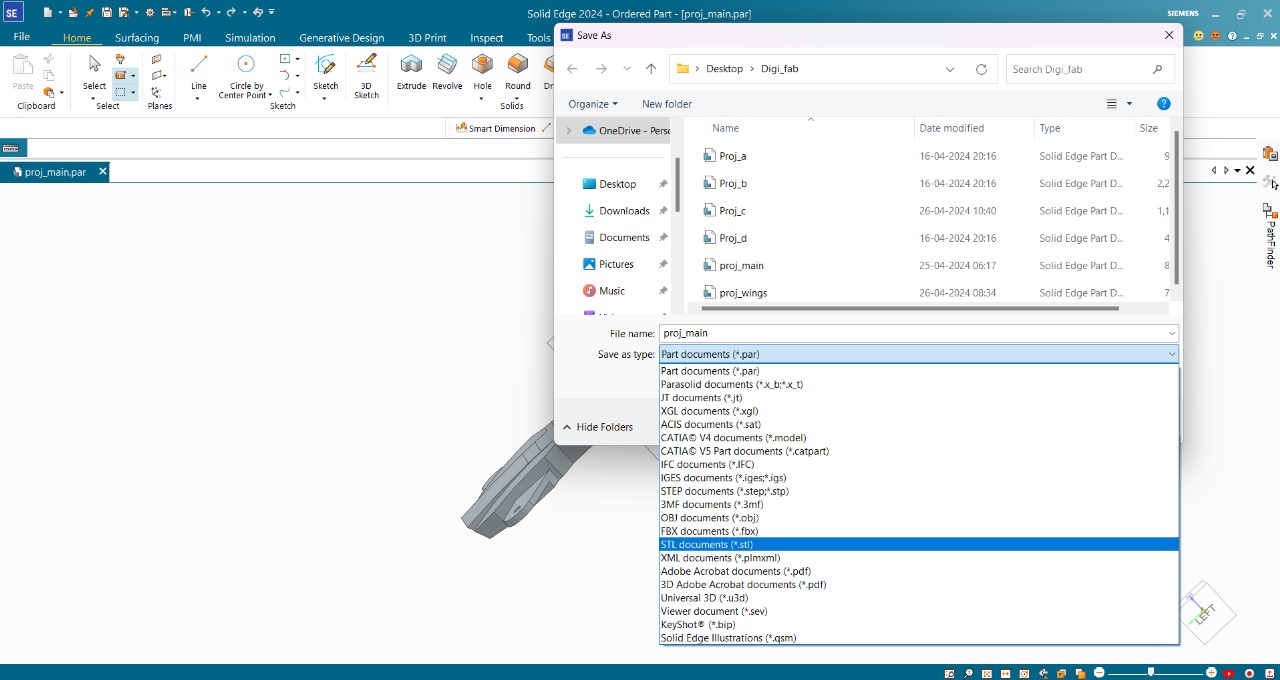 SE
Solid Edge 2024 - Ordered Part - [proj_main.par]
SIEMENS
File Home Surfacing PMI Simulation Generative Design 3D Print Inspect Tools
Paste Select Line Circle by Center Point Sketch 3D Sketch Extrude Revolve Hole Round
Clipboard Select Planes Sketch Solids
Smart Dimension
proj_main.par
PathFinder
SE Save As
Desktop Digi_fab
Search Digi_fab
Organize New folder
OneDrive - Perso
Desktop
Downloads
Documents
Pictures
Music
Name Date modified Type Size
Proj_a 16-04-2024 20:16 Solid Edge Part D... 9
Proj_b 16-04-2024 20:16 Solid Edge Part D... 2,2
Proj_c 26-04-2024 10:40 Solid Edge Part D... 1,1
Proj_d 16-04-2024 20:16 Solid Edge Part D... 4
proj_main 25-04-2024 06:17 Solid Edge Part D... 8
proj_wings 26-04-2024 08:34 Solid Edge Part D... 7
File name: proj_main
Save as type: Part documents (*.par)
Part documents (*.par)
Parasolid documents (*.x_b;*.x_t)
JT documents (*.jt)
XGL documents (*.xgl)
ACIS documents (*.sat)
CATIA© V4 documents (*.model)
CATIA© V5 Part documents (*.catpart)
IFC documents (*.IFC)
IGES documents (*.iges;*.igs)
STEP documents (*.step;*.stp)
3MF documents (*.3mf)
OBJ documents (*.obj)
FBX documents (*.fbx)
STL documents (*.stl)
XML documents (*.plmxml)
Adobe Acrobat documents (*.pdf)
3D Adobe Acrobat documents (*.pdf)
Universal 3D (*.u3d)
Viewer document (*.sev)
KeyShot® (*.bip)
Solid Edge Illustrations (*.qsm)
Hide Folders
LEFT